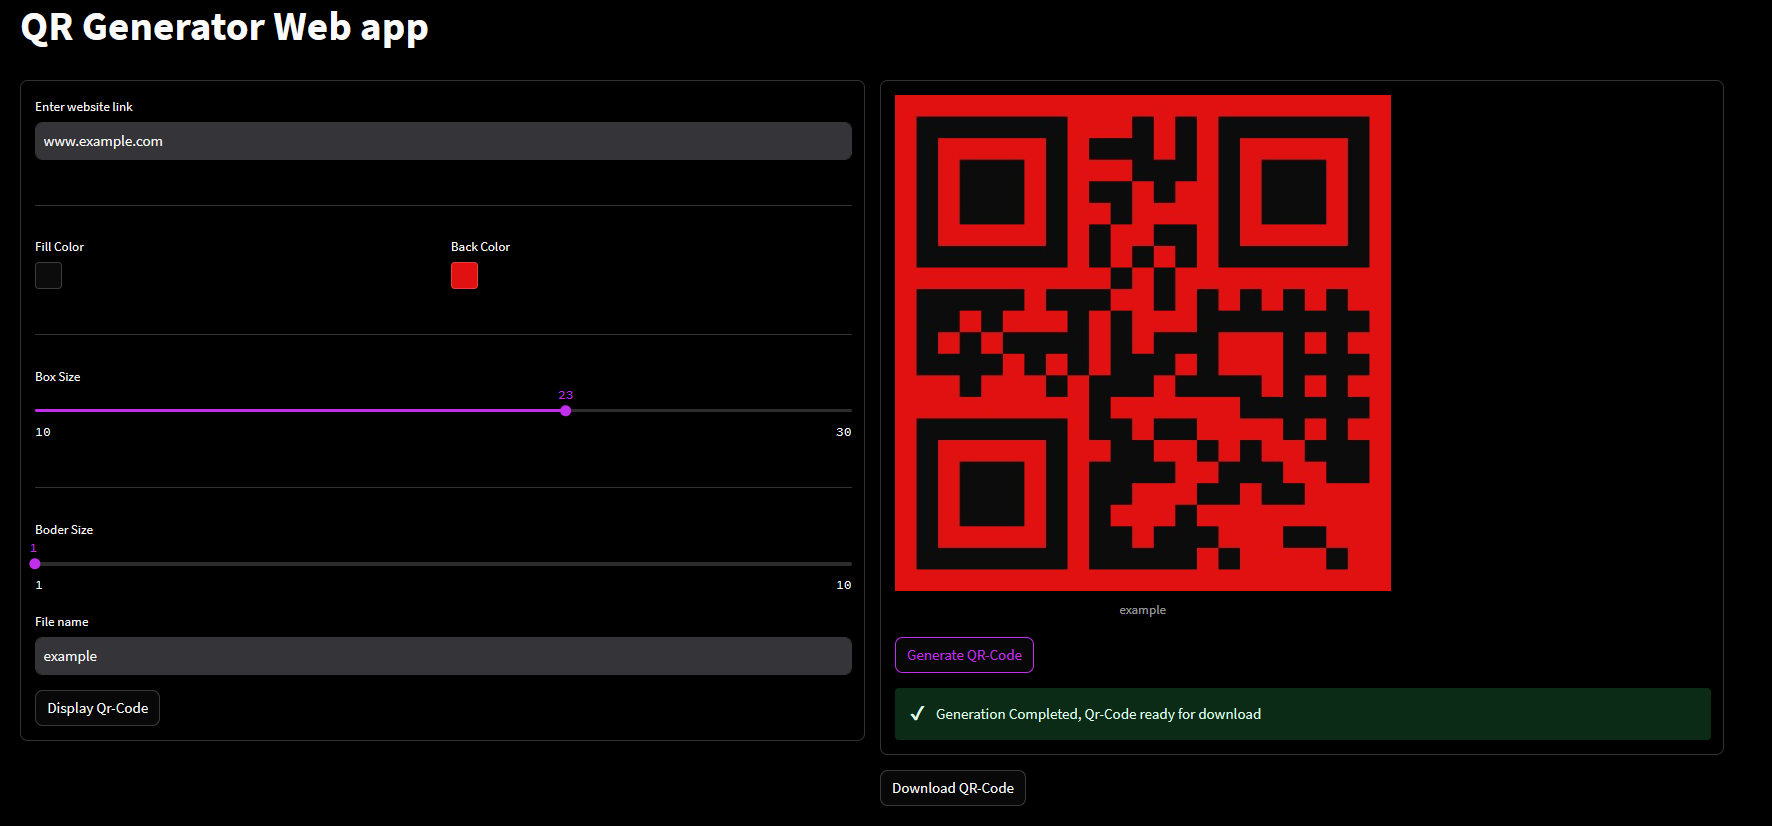 QR Generator Web app
Enter website link
www.example.com
Fill Color
Back Color
Box Size
23
10
30
Boder Size
1
1
10
File name
example
Display Qr-Code
example
Generate QR-Code
✓ Generation Completed, Qr-Code ready for download
Download QR-Code